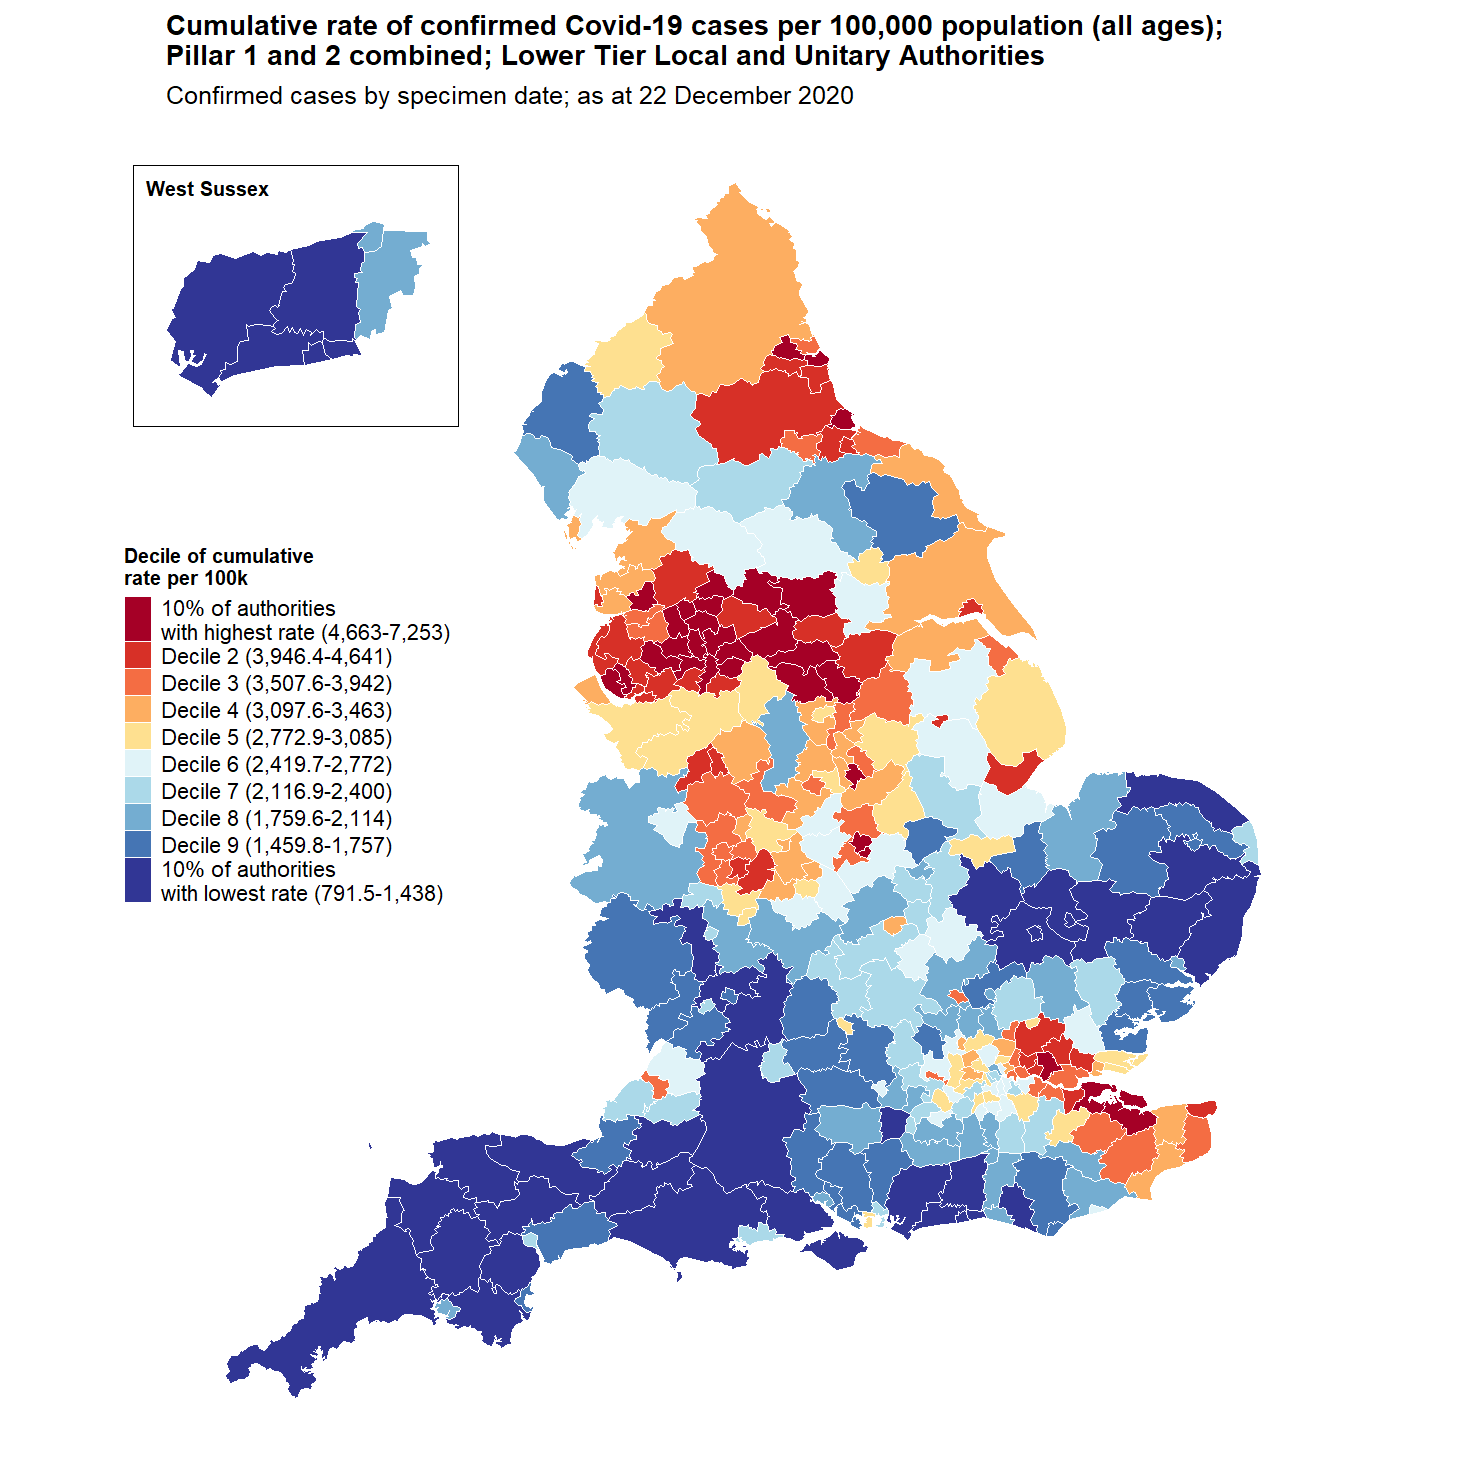 Cumulative rate of confirmed Covid-19 cases per 100,000 population (all ages);
Pillar 1 and 2 combined; Lower Tier Local and Unitary Authorities
Confirmed cases by specimen date; as at 22 December 2020
West Sussex
Decile of cumulative
rate per 100k
10% of authorities
with highest rate (4,663-7,253)
Decile 2 (3,946.4-4,641)
Decile 3 (3,507.6-3,942)
Decile 4 (3,097.6-3,463)
Decile 5 (2,772.9-3,085)
Decile 6 (2,419.7-2,772)
Decile 7 (2,116.9-2,400)
Decile 8 (1,759.6-2,114)
Decile 9 (1,459.8-1,757)
10% of authorities
with lowest rate (791.5-1,438)